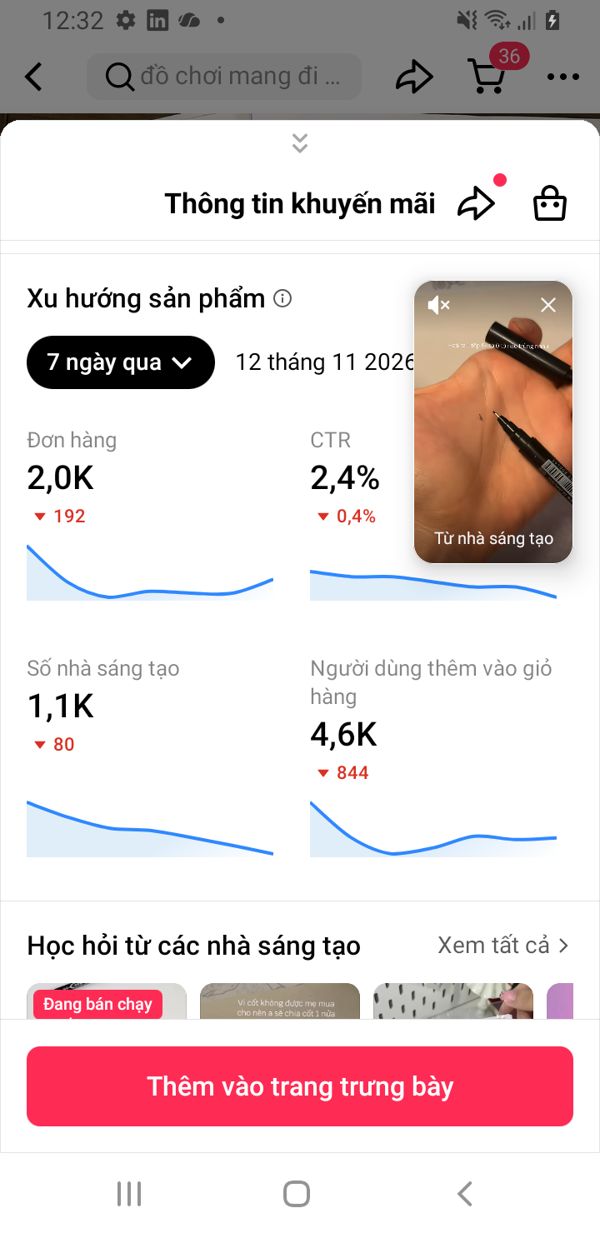 12:32
đồ chơi mang đi ...
36
Thông tin khuyến mãi
Xu hướng sản phẩm
7 ngày qua
12 tháng 11 2026
Từ nhà sáng tạo
Đơn hàng
2,0K
192
CTR
2,4%
0,4%
Số nhà sáng tạo
1,1K
80
Người dùng thêm vào giỏ
hàng
4,6K
844
Học hỏi từ các nhà sáng tạo
Xem tất cả
Đang bán chạy
Vì cốt không được mẹ mua
cho nên a sẽ chia cốt 1 nửa
Thêm vào trang trưng bày